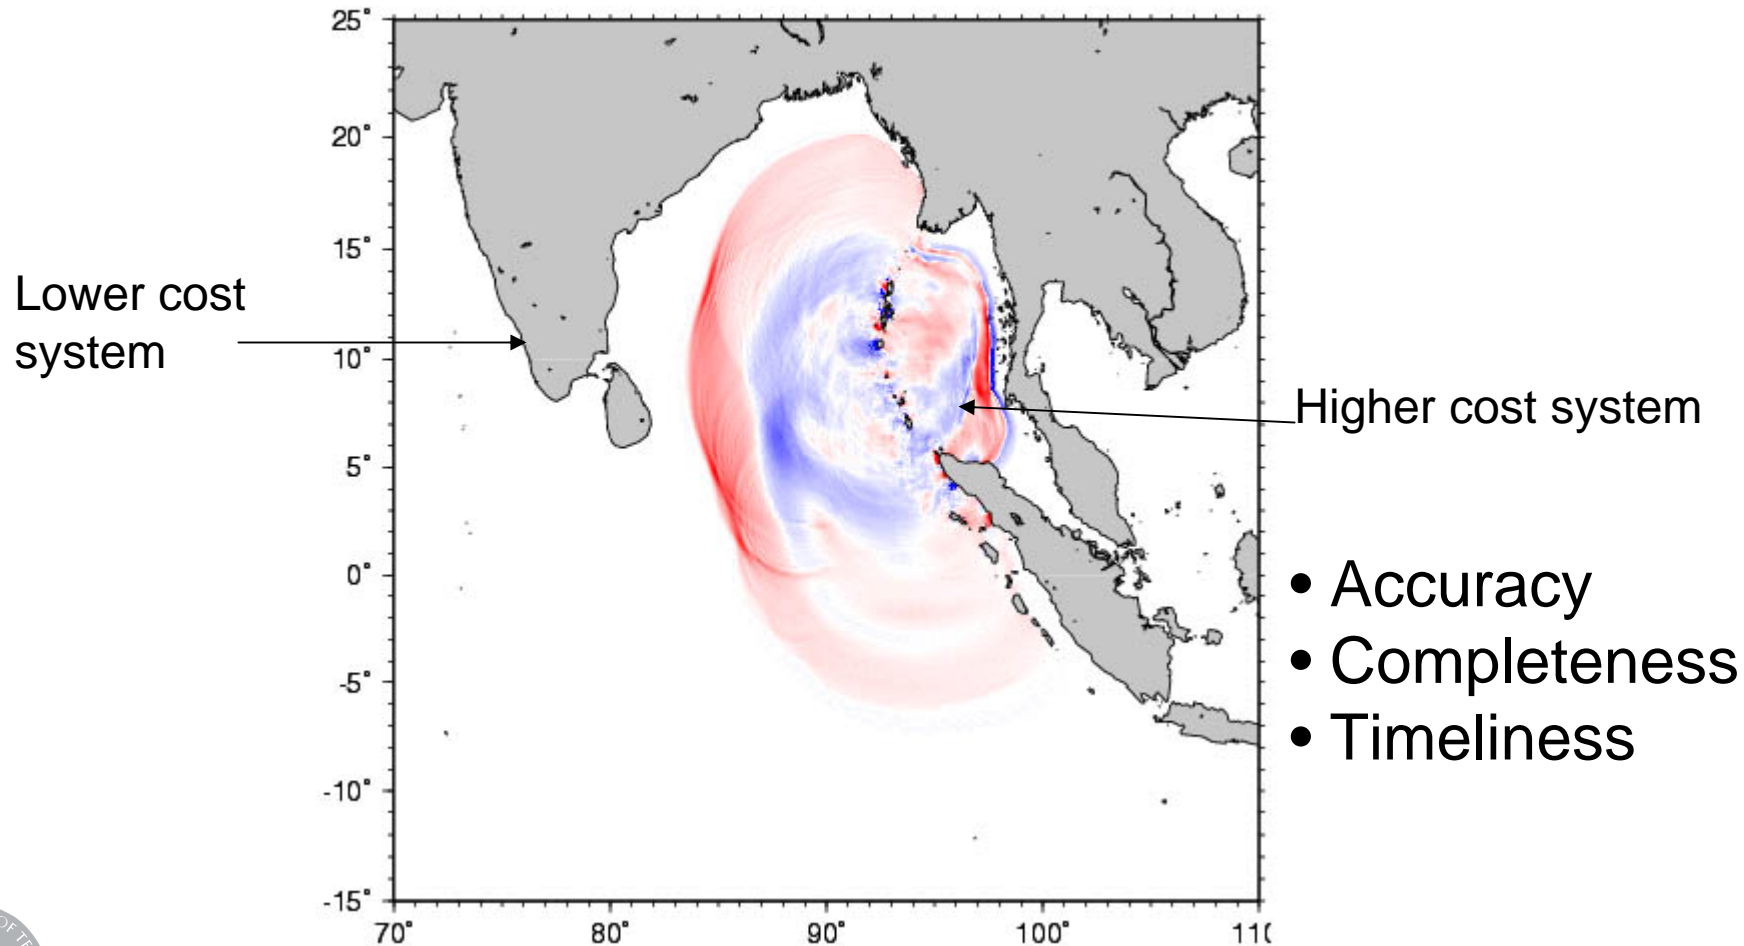 25°
20°
15°
10°
5°
0°
-5°
-10°
-15°
70°
80°
90°
100°
Lower cost
system
Higher cost system
• Accuracy
• Completeness
• Timeliness